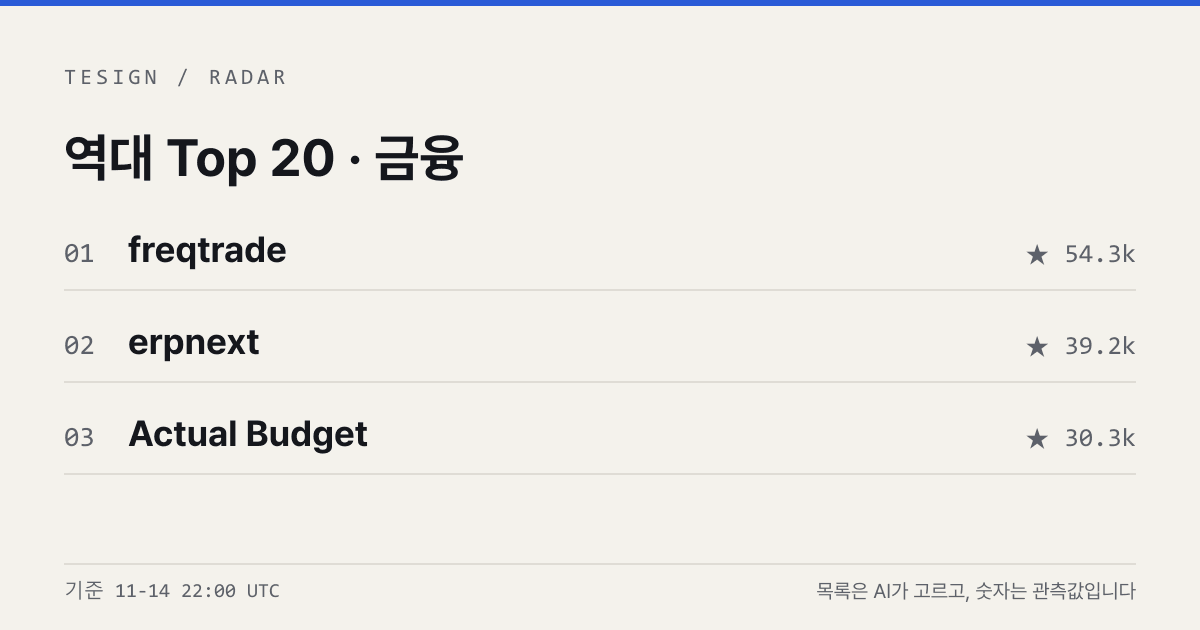 TESIGN / RADAR
역대 Top 20 · 금융
01 freqtrade ★ 54.3k
02 erpnext ★ 39.2k
03 Actual Budget ★ 30.3k
기준 11-14 22:00 UTC
목록은 AI가 고르고, 숫자는 관측값입니다